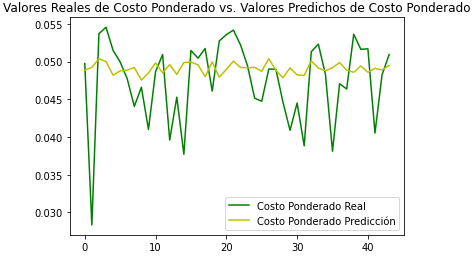 Valores Reales de Costo Ponderado vs. Valores Predichos de Costo Ponderado
0.055
0.050
0.045
0.040
0.035
0.030
Costo Ponderado Real
Costo Ponderado Predicción
0 10 20 30 40